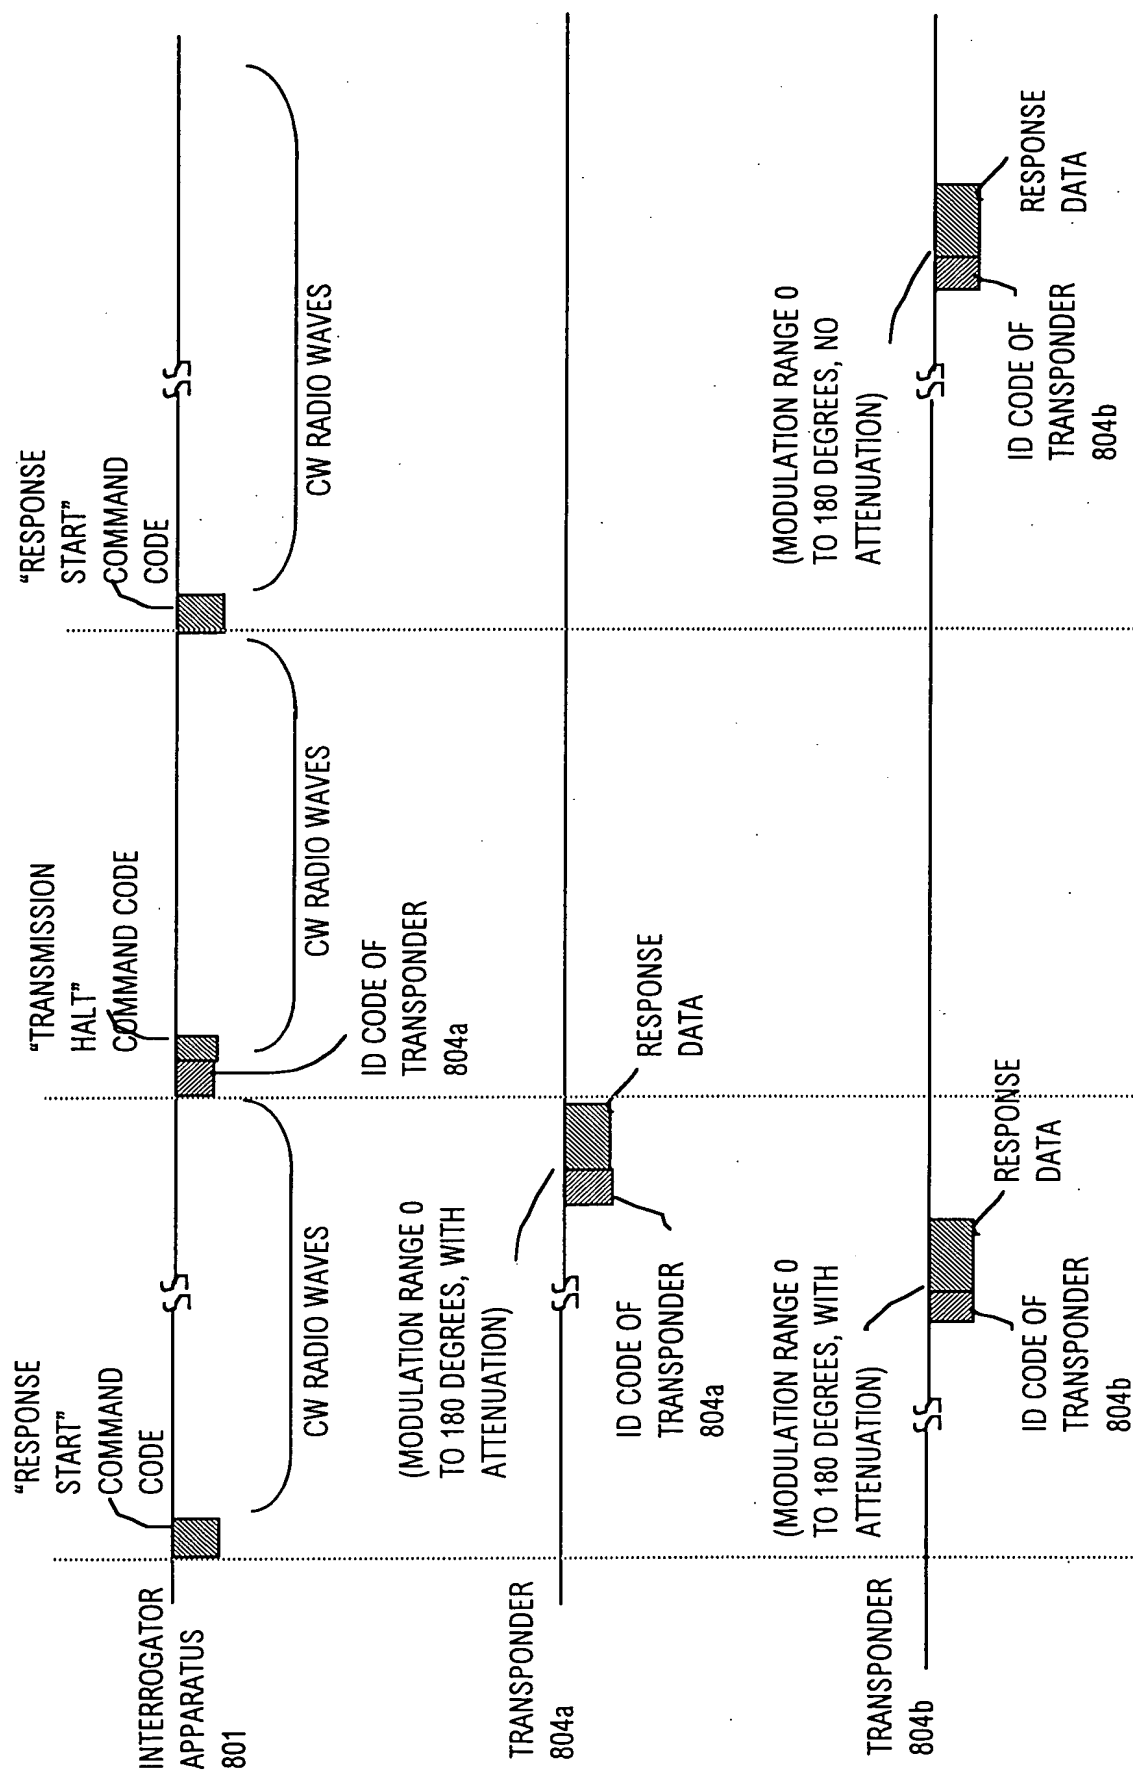 INTERROGATOR
APPARATUS
801
"RESPONSE
START"
COMMAND
CODE
CW RADIO WAVES
"TRANSMISSION
HALT"
COMMAND CODE
ID CODE OF
TRANSPONDER
804a
CW RADIO WAVES
"RESPONSE
START"
COMMAND
CODE
CW RADIO WAVES
TRANSPONDER
804a
(MODULATION RANGE 0
TO 180 DEGREES, WITH
ATTENUATION)
ID CODE OF
TRANSPONDER
804a
RESPONSE
DATA
TRANSPONDER
804b
(MODULATION RANGE 0
TO 180 DEGREES, WITH
ATTENUATION)
ID CODE OF
TRANSPONDER
804b
RESPONSE
DATA
(MODULATION RANGE 0
TO 180 DEGREES, NO
ATTENUATION)
ID CODE OF
TRANSPONDER
804b
RESPONSE
DATA